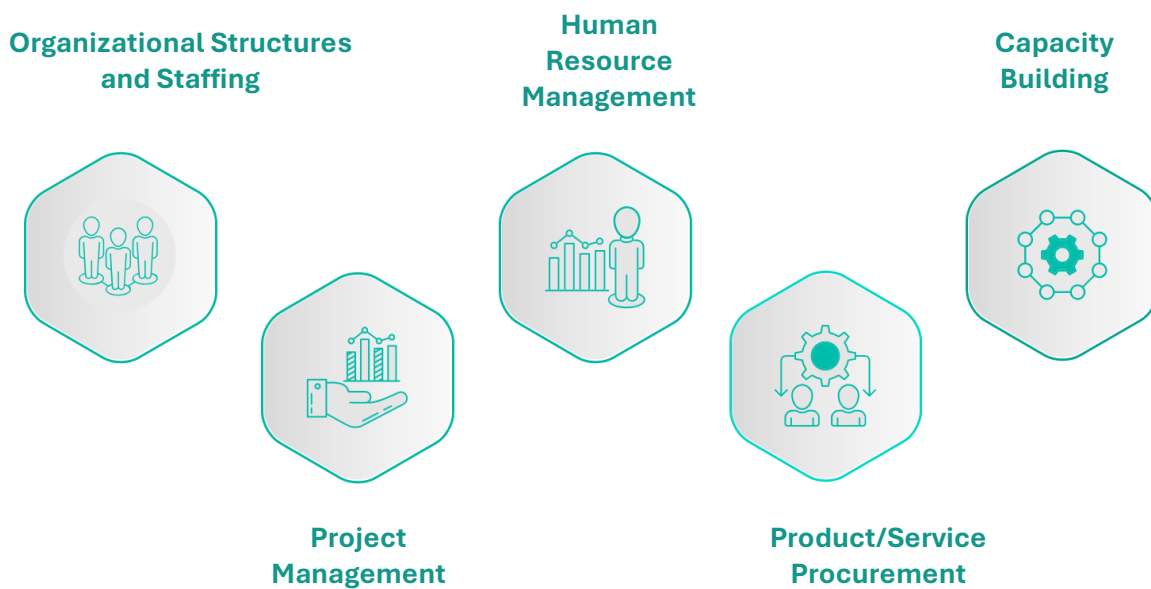 Organizational Structures
and Staffing
Human
Resource
Management
Capacity
Building
Project
Management
Product/Service
Procurement